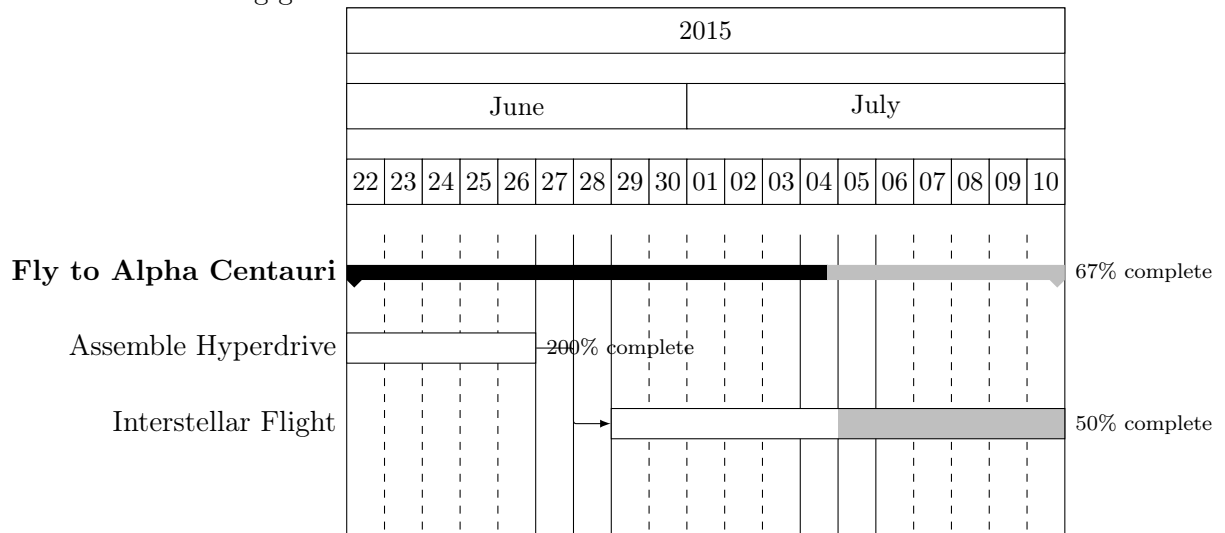 2015
June July
22 23 24 25 26 27 28 29 30 01 02 03 04 05 06 07 08 09 10
Fly to Alpha Centauri 67% complete
Assemble Hyperdrive 200% complete
Interstellar Flight 50% complete